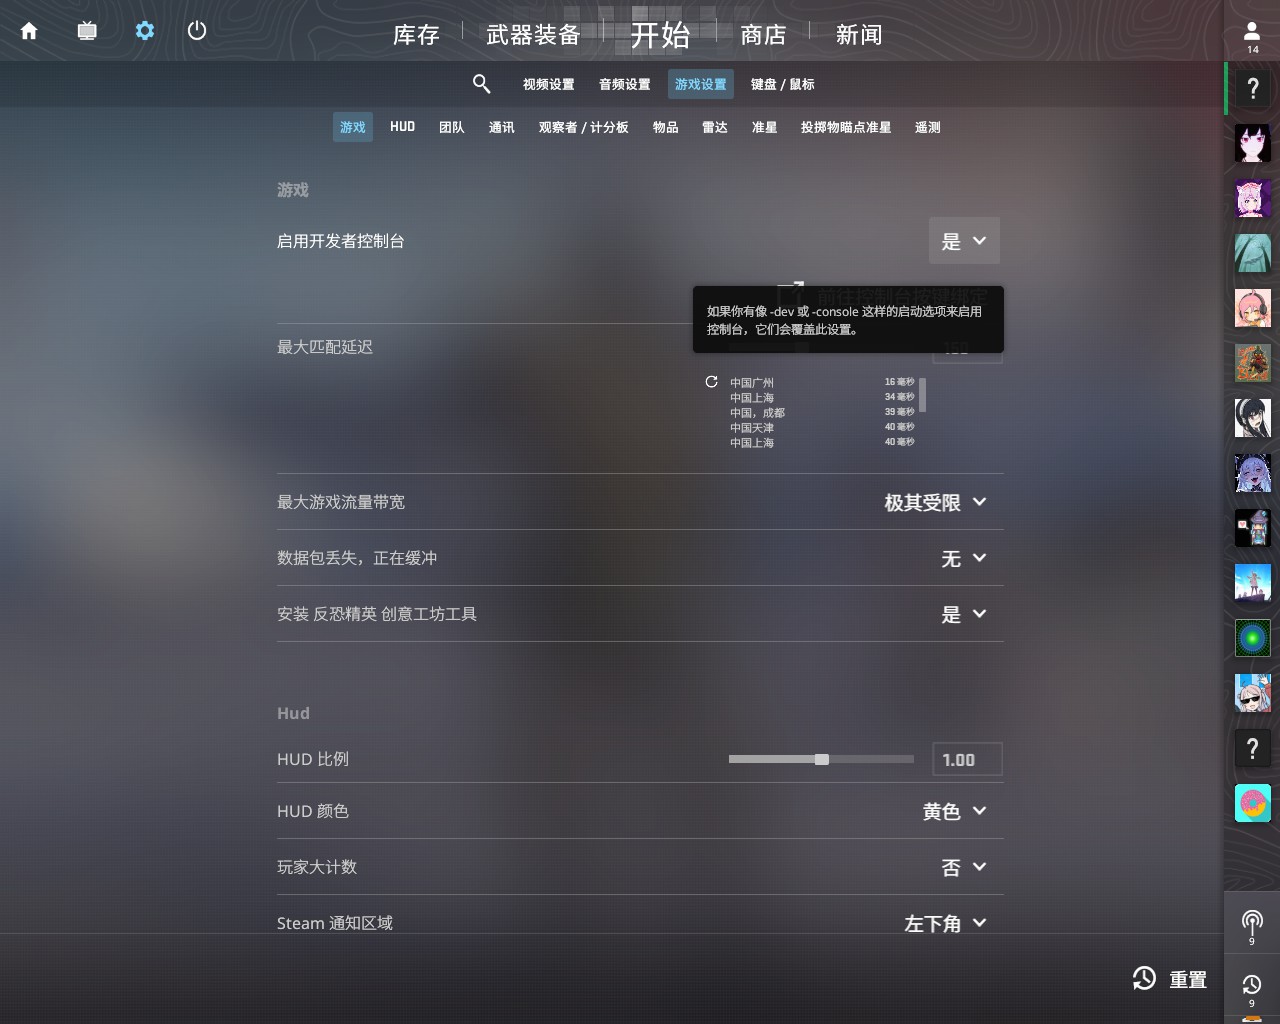 库存
武器装备
开始
商店
新闻
14
视频设置
音频设置
游戏设置
键盘 / 鼠标
游戏
HUD
团队
通讯
观察者 / 计分板
物品
雷达
准星
投掷物瞄点准星
遥测
游戏
启用开发者控制台
是
前往控制台按键绑定
如果你有像 -dev 或 -console 这样的启动选项来启用
控制台，它们会覆盖此设置。
最大匹配延迟
中国广州 16 毫秒
中国上海 34 毫秒
中国，成都 39 毫秒
中国天津 40 毫秒
中国上海 40 毫秒
最大游戏流量带宽
极其受限
数据包丢失，正在缓冲
无
安装 反恐精英 创意工坊工具
是
Hud
HUD 比例
1.00
HUD 颜色
黄色
玩家大计数
否
Steam 通知区域
左下角
9
重置
9